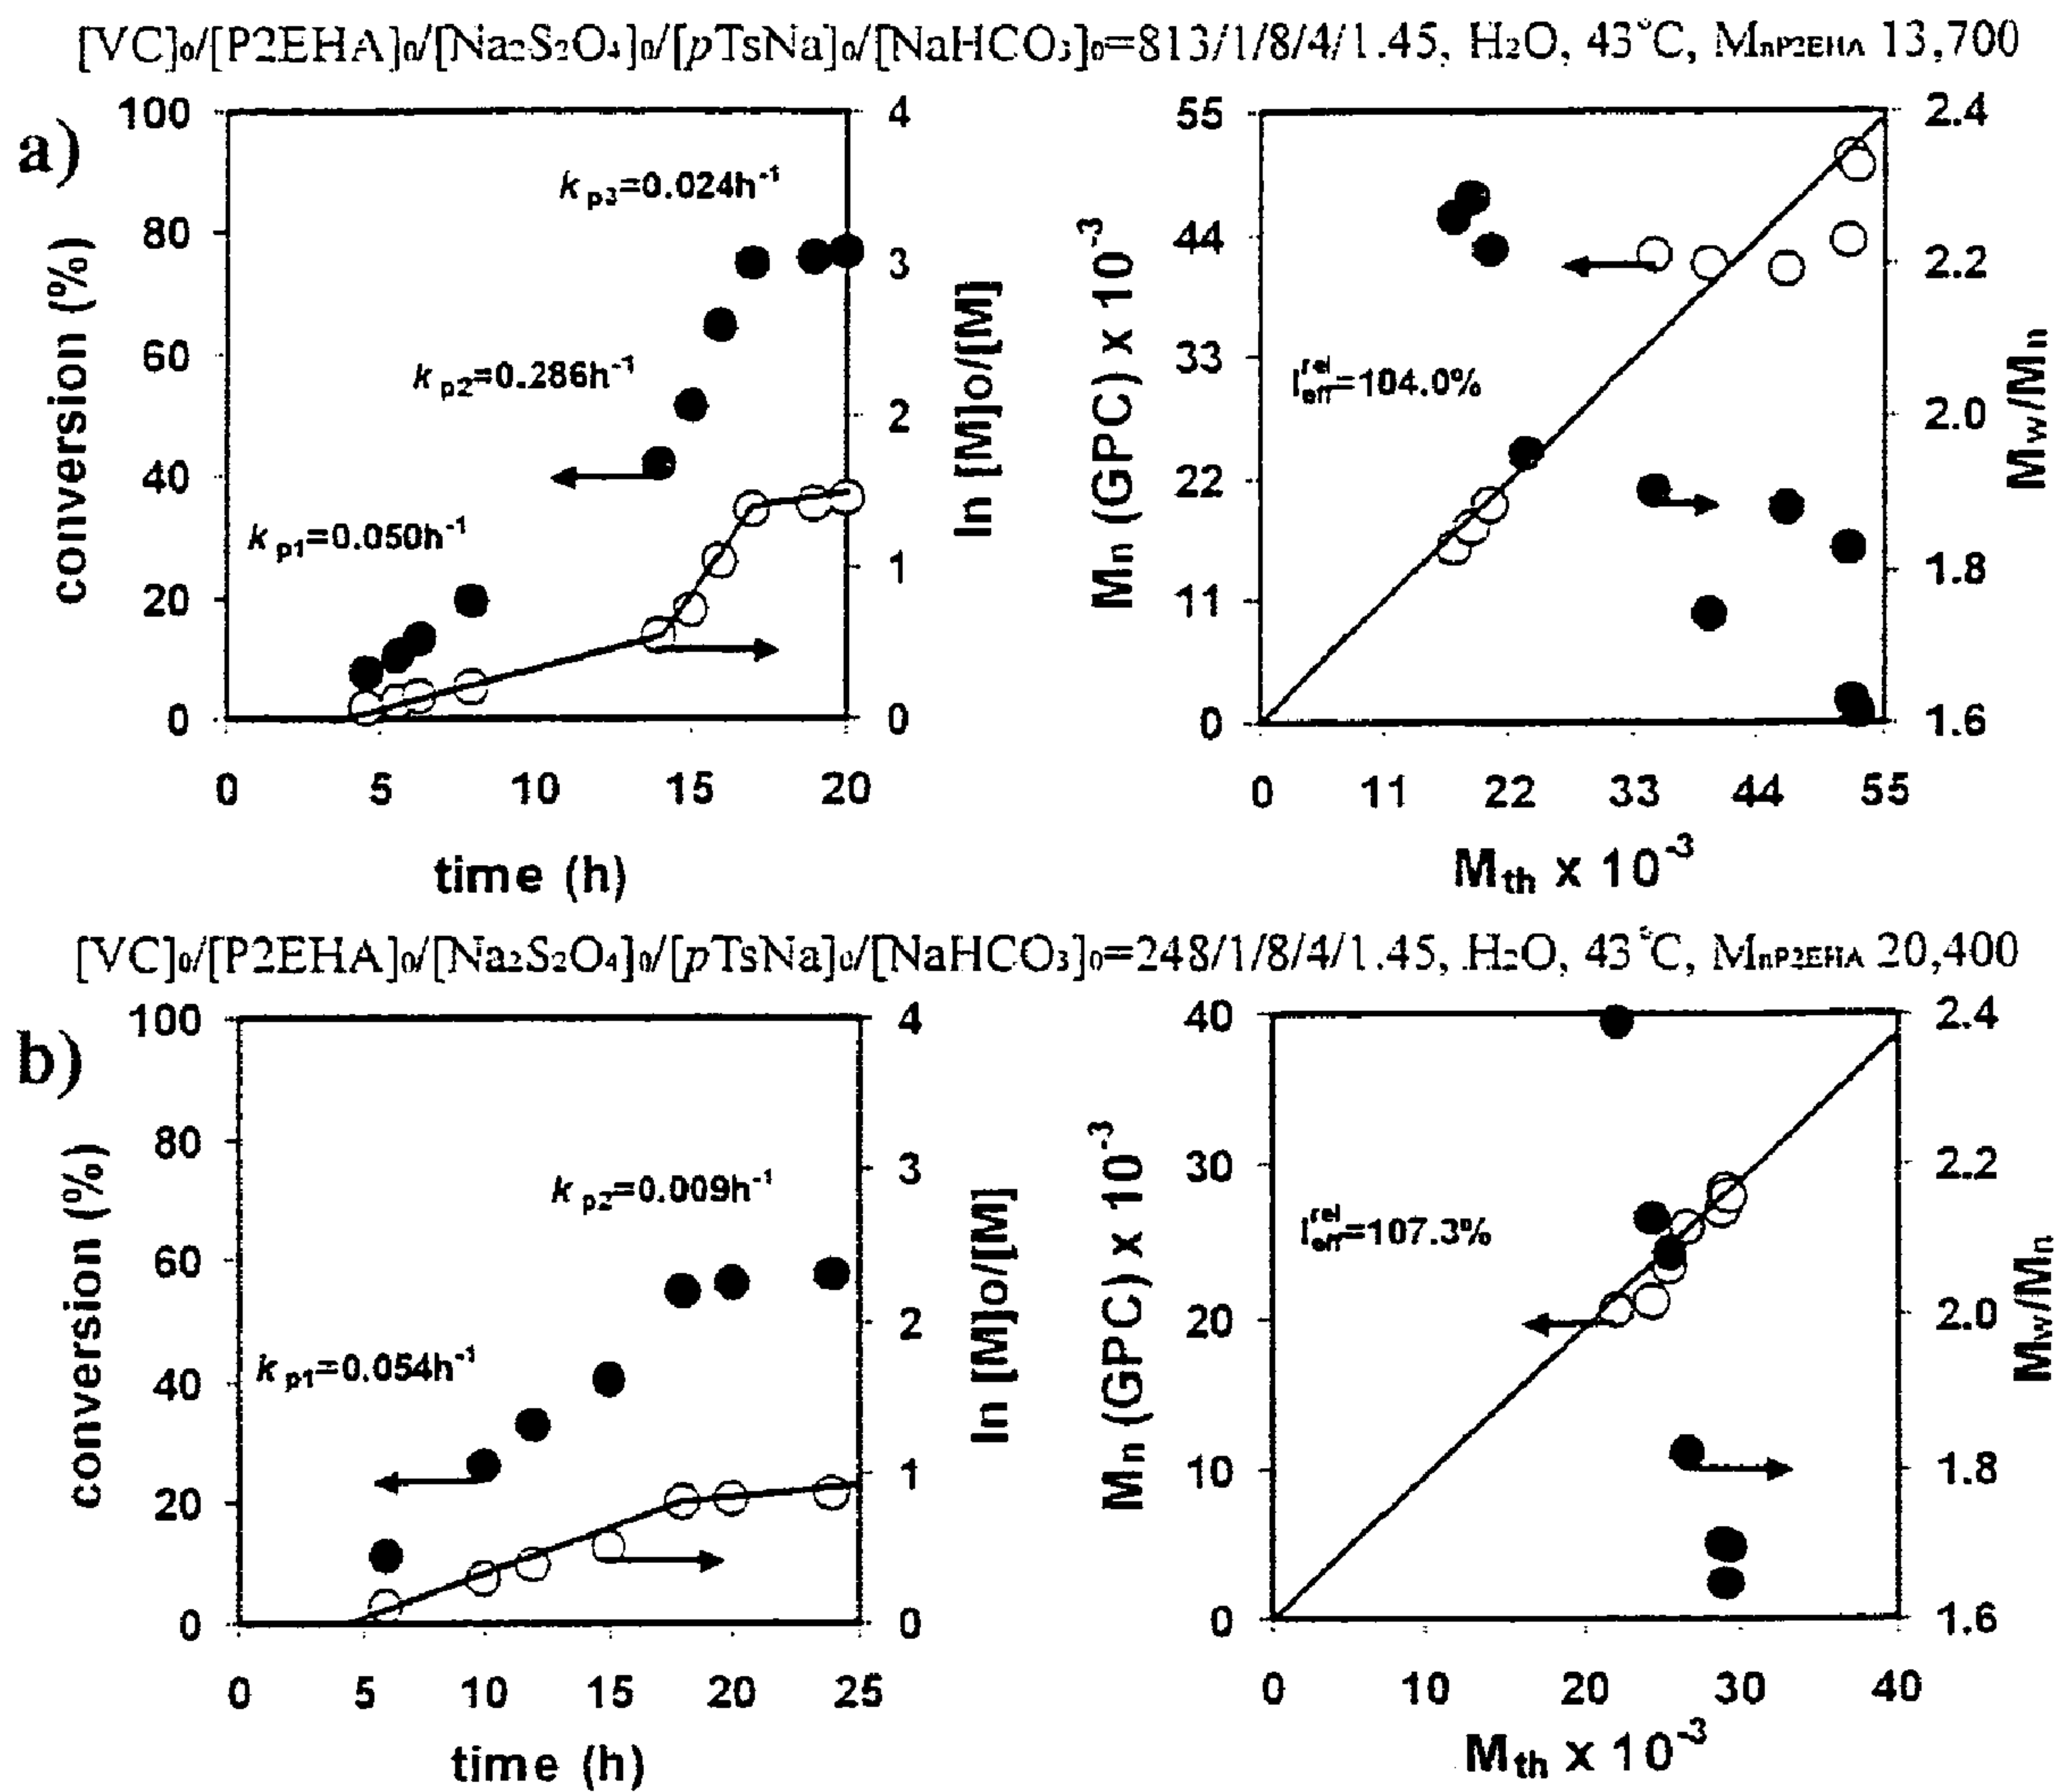 [VC]₀/[P2EHA]₀/[Na₂S₂O₄]₀/[pTsNa]₀/[NaHCO₃]₀=813/1/8/4/1.45, H₂O, 43°C, MnP2EHA 13,700
a)
100
80
60
40
20
0
conversion (%)
kp3=0.024h⁻¹
kp2=0.286h⁻¹
kp1=0.050h⁻¹
4
3
2
1
0
ln [M]o/[M]
0 5 10 15 20
time (h)
55
44
33
22
11
0
Mn (GPC) x 10⁻³
Irel eff=104.0%
2.4
2.2
2.0
1.8
1.6
Mw/Mn
0 11 22 33 44 55
Mth x 10⁻³
[VC]₀/[P2EHA]₀/[Na₂S₂O₄]₀/[pTsNa]₀/[NaHCO₃]₀=248/1/8/4/1.45, H₂O, 43°C, MnP2EHA 20,400
b)
100
80
60
40
20
0
conversion (%)
kp2=0.009h⁻¹
kp1=0.054h⁻¹
4
3
2
1
0
ln [M]o/[M]
0 5 10 15 20 25
time (h)
40
30
20
10
0
Mn (GPC) x 10⁻³
Irel eff=107.3%
2.4
2.2
2.0
1.8
1.6
Mw/Mn
0 10 20 30 40
Mth x 10⁻³